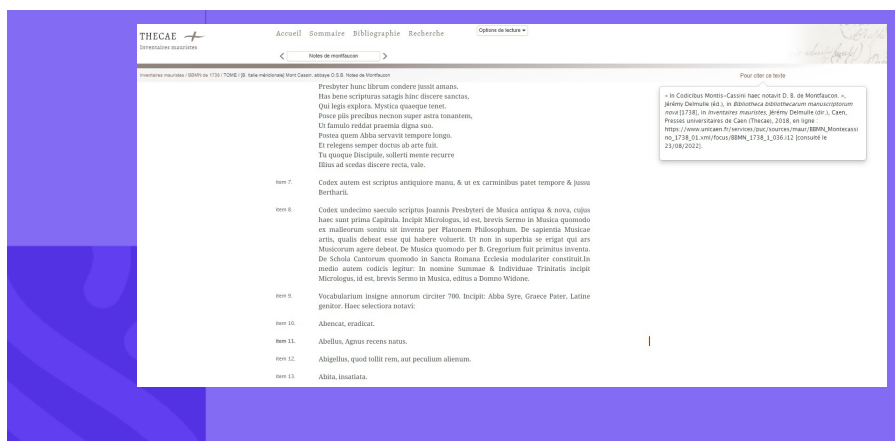 THECAE
Inventaires mauristes
Accueil Sommaire Bibliographie Recherche
Options de lecture
Notes de montfaucon
Inventaires mauristes / BBMN de 1738 / TOME I [B. Italie méridionale] Mont Cassin, abbaye O.S.B. Notes de Montfaucon
Pour citer ce texte
Presbyter hunc librum condere jussit amans.
Has bene scripturas satagis hinc discere sanctas,
Qui legis explora, Mystica quaeque tenet.
Posce piis precibus necnon super astra tonantem,
Ut famulo reddat praemia digna suo.
Postea quem Abba servavit tempore longo.
Et relegens semper doctus ab arte fuit.
Tu quoque Discipule, sollerti mente recurre
Illius ad scedas discere recta, vale.
item 7.
Codex autem est scriptus antiquiore manu, & ut ex carminibus patet tempore & jussu
Bertharii.
item 8.
Codex undecimo saeculo scriptus Joannis Presbyteri de Musica antiqua & nova, cujus
haec sunt prima Capitula. Incipit Micrologus, id est, brevis Sermo in Musica quomodo
ex malleorum sonitu sit inventa per Platonem Philosophum. De sapientia Musicae
artis, qualis debeat esse qui habere voluerit. Ut non in superbia se erigat qui ars
Musicorum agere debeat. De Musica quomodo per B. Gregorium fuit primitus inventa.
De Schola Cantorum quomodo in Sancta Romana Ecclesia modulariter constituit.In
medio autem codicis legitur: In nomine Summae & Individuae Trinitatis incipit
Micrologus, id est, brevis Sermo in Musica, editus a Domno Widone.
item 9.
Vocabularium insigne annorum circiter 700. Incipit: Abba Syre, Graece Pater, Latine
genitor. Haec selectiora notavi:
item 10.
Abencat, eradicat.
item 11.
Abellus, Agnus recens natus.
item 12.
Abigellus, quod tollit rem, aut peculium alienum.
item 13.
Abita, insatiata.
« In Codicibus Montis-Cassini haec notavit D. B. de Montfaucon. »,
Jérémy Delmulle (éd.), in Bibliotheca bibliothecarum manuscriptorum
nova [1738], in Inventaires mauristes, Jérémy Delmulle (dir.), Caen,
Presses universitaires de Caen (Thecae), 2018, en ligne :
https://www.unicaen.fr/services/puc/sources/maur/BBMN_Montecassi
no_1738_01.xml/focus/BBMN_1738_1_036.l12 [consulté le
23/08/2022].